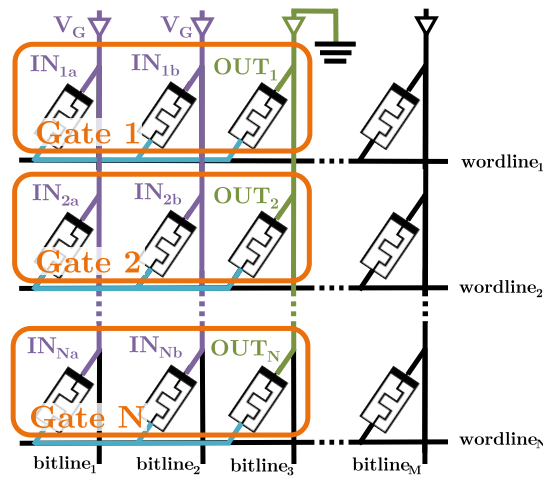 V_G V_G
IN_1a IN_1b OUT_1
Gate 1
wordline_1
IN_2a IN_2b OUT_2
Gate 2
wordline_2
IN_Na IN_Nb OUT_N
Gate N
wordline_N
bitline_1 bitline_2 bitline_3 bitline_M